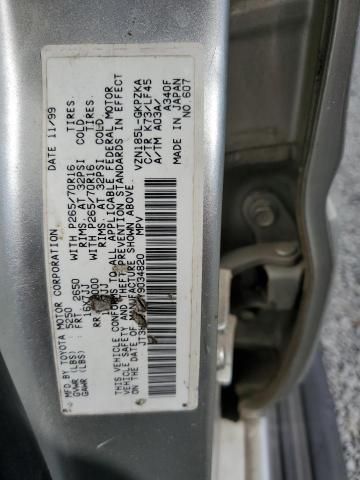 MFD. BY TOYOTA MOTOR CORPORATION DATE 11/99
GVWR (LBS) 5250
GAWR (LBS) FRT. 2650 WITH P265/70R16 TIRES
RIMS, AT 32PSI COLD
RR WITH P265/70R16 TIRES
RIMS, AT 32PSI COLD
THIS VEHICLE CONFORMS TO ALL APPLICABLE FEDERAL MOTOR
VEHICLE SAFETY AND THEFT PREVENTION STANDARDS IN EFFECT
ON THE DATE OF MANUFACTURE SHOWN ABOVE.
9034820 MPV
VZN185L-GKPZKA
C/TR K73/LF45
A/TM A03A/ A340F
MADE IN JAPAN
NO.607